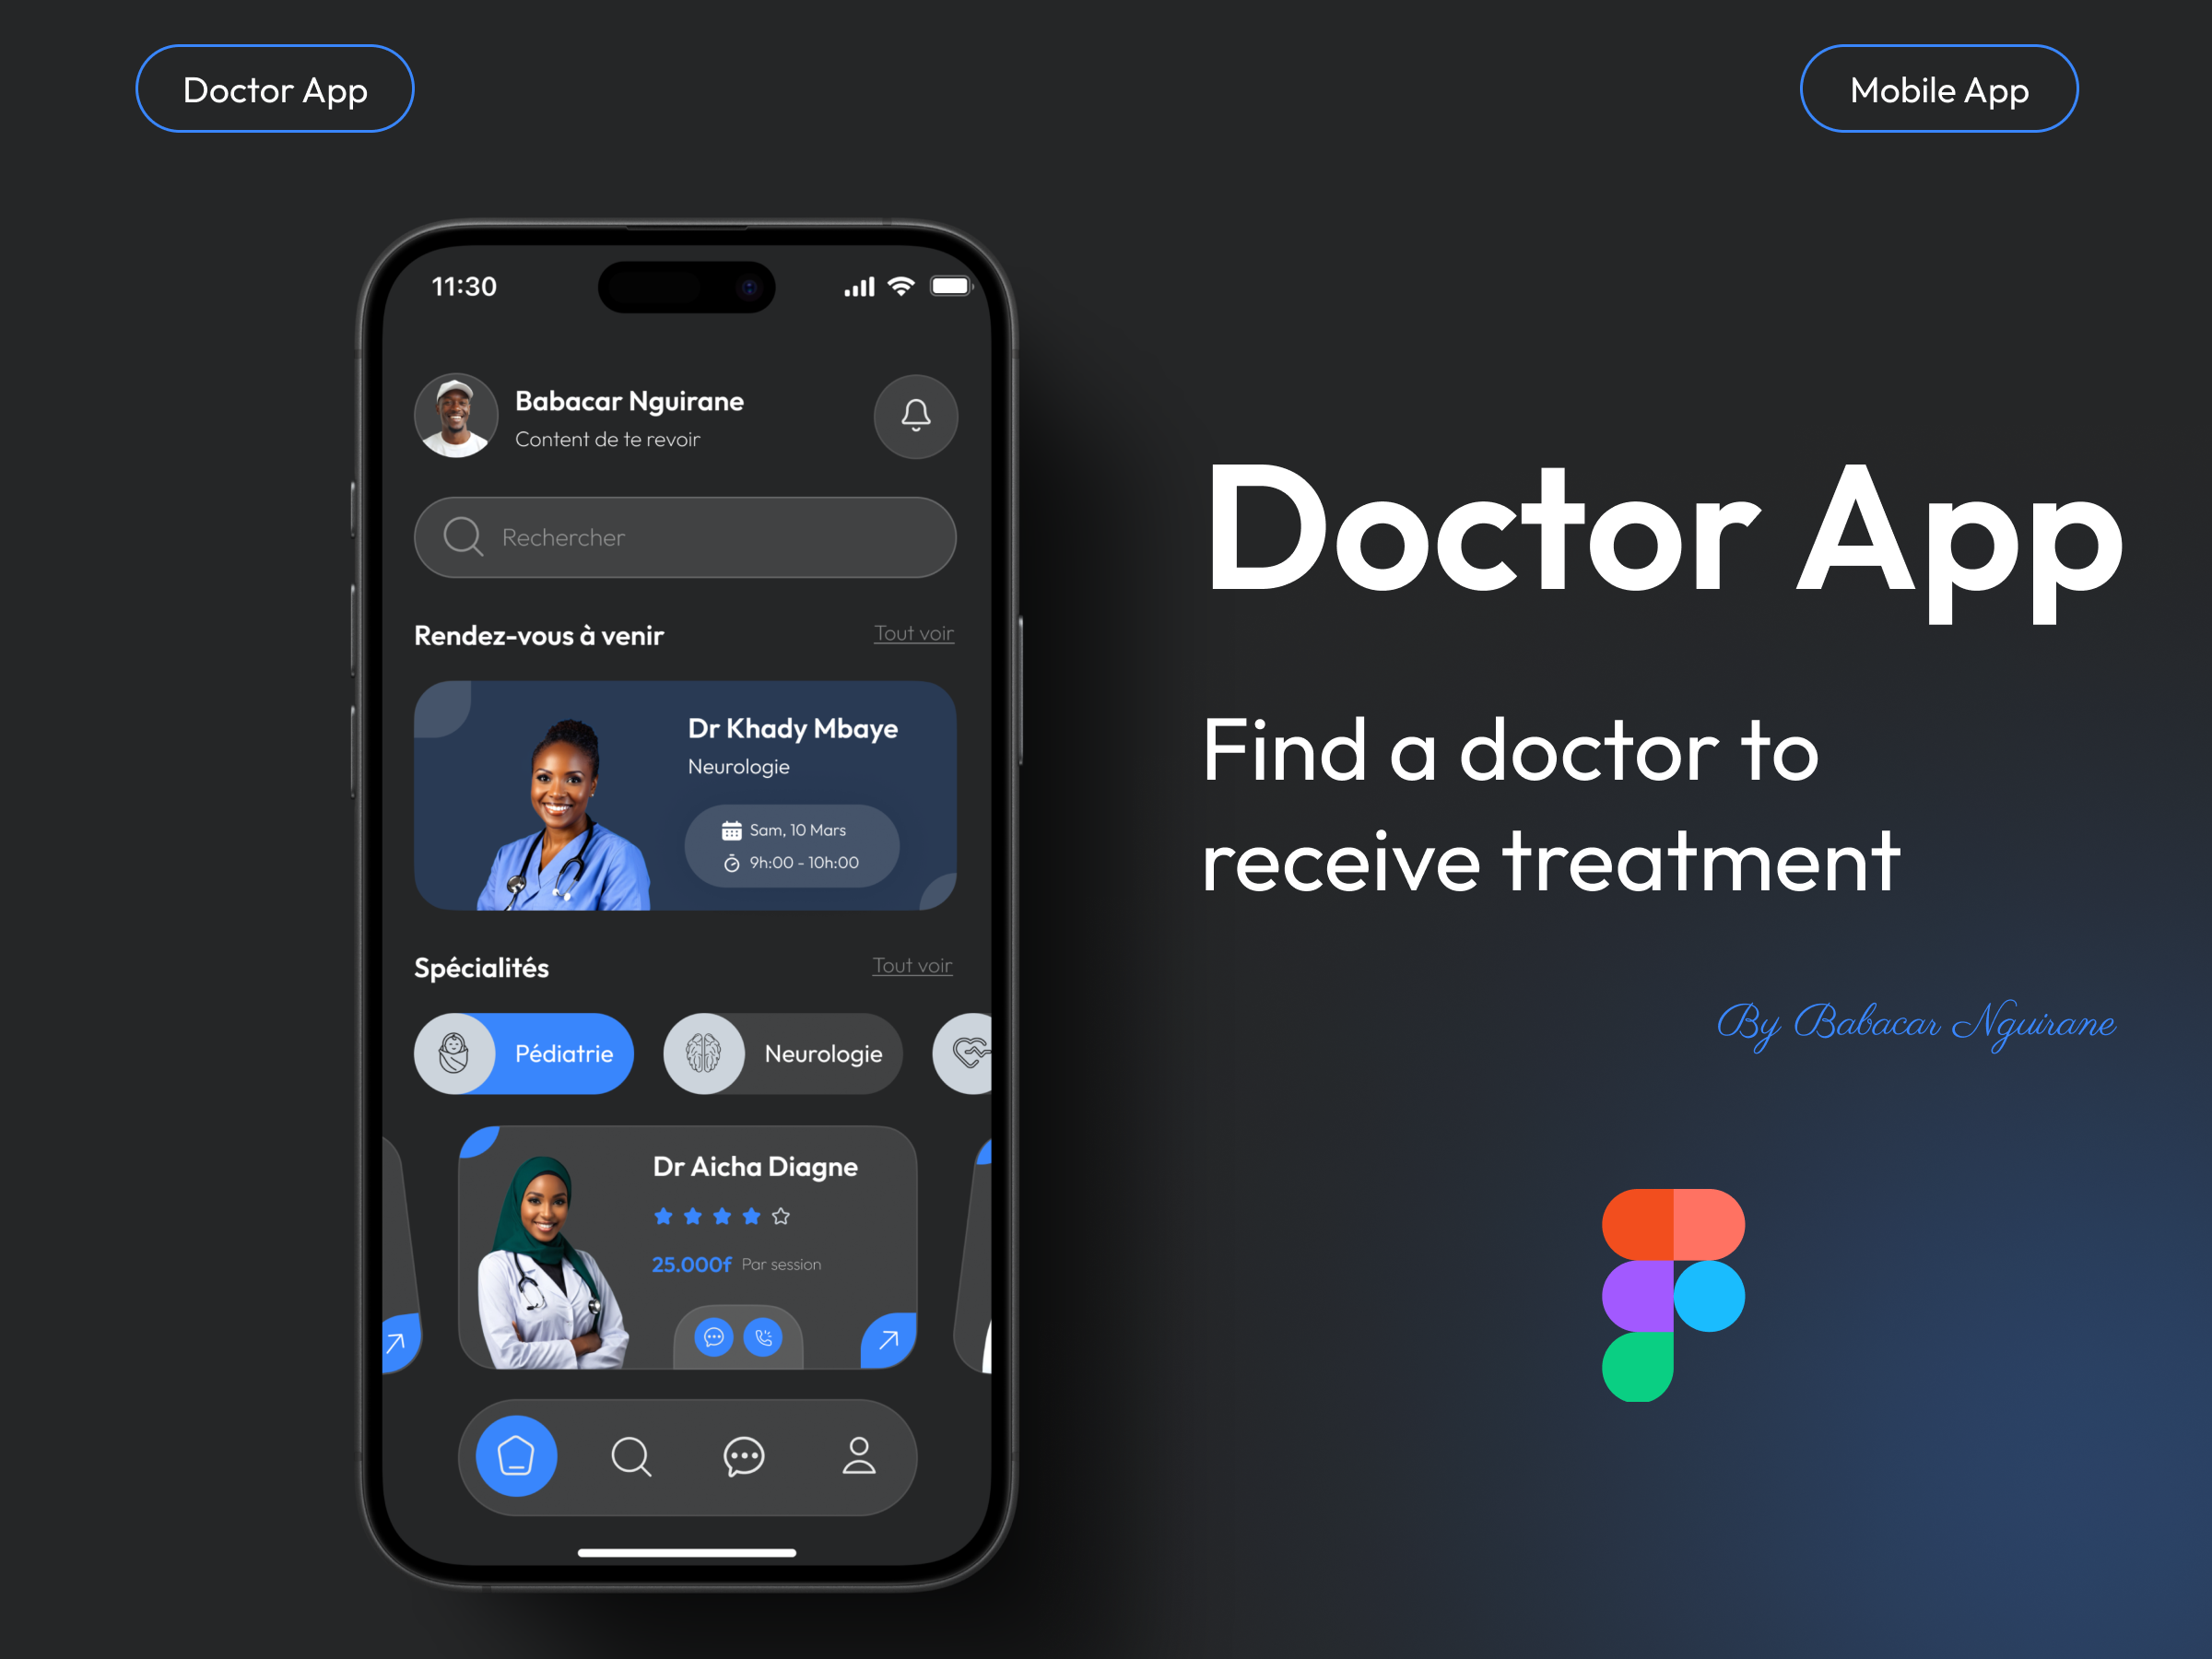 Doctor App
Mobile App
11:30
Babacar Nguirane
Content de te revoir
Rechercher
Rendez-vous à venir
Tout voir
Dr Khady Mbaye
Neurologie
Sam, 10 Mars
9h:00 - 10h:00
Spécialités
Tout voir
Pédiatrie
Neurologie
Dr Aicha Diagne
25.000f Par session
Doctor App
Find a doctor to
receive treatment
By Babacar Nguirane